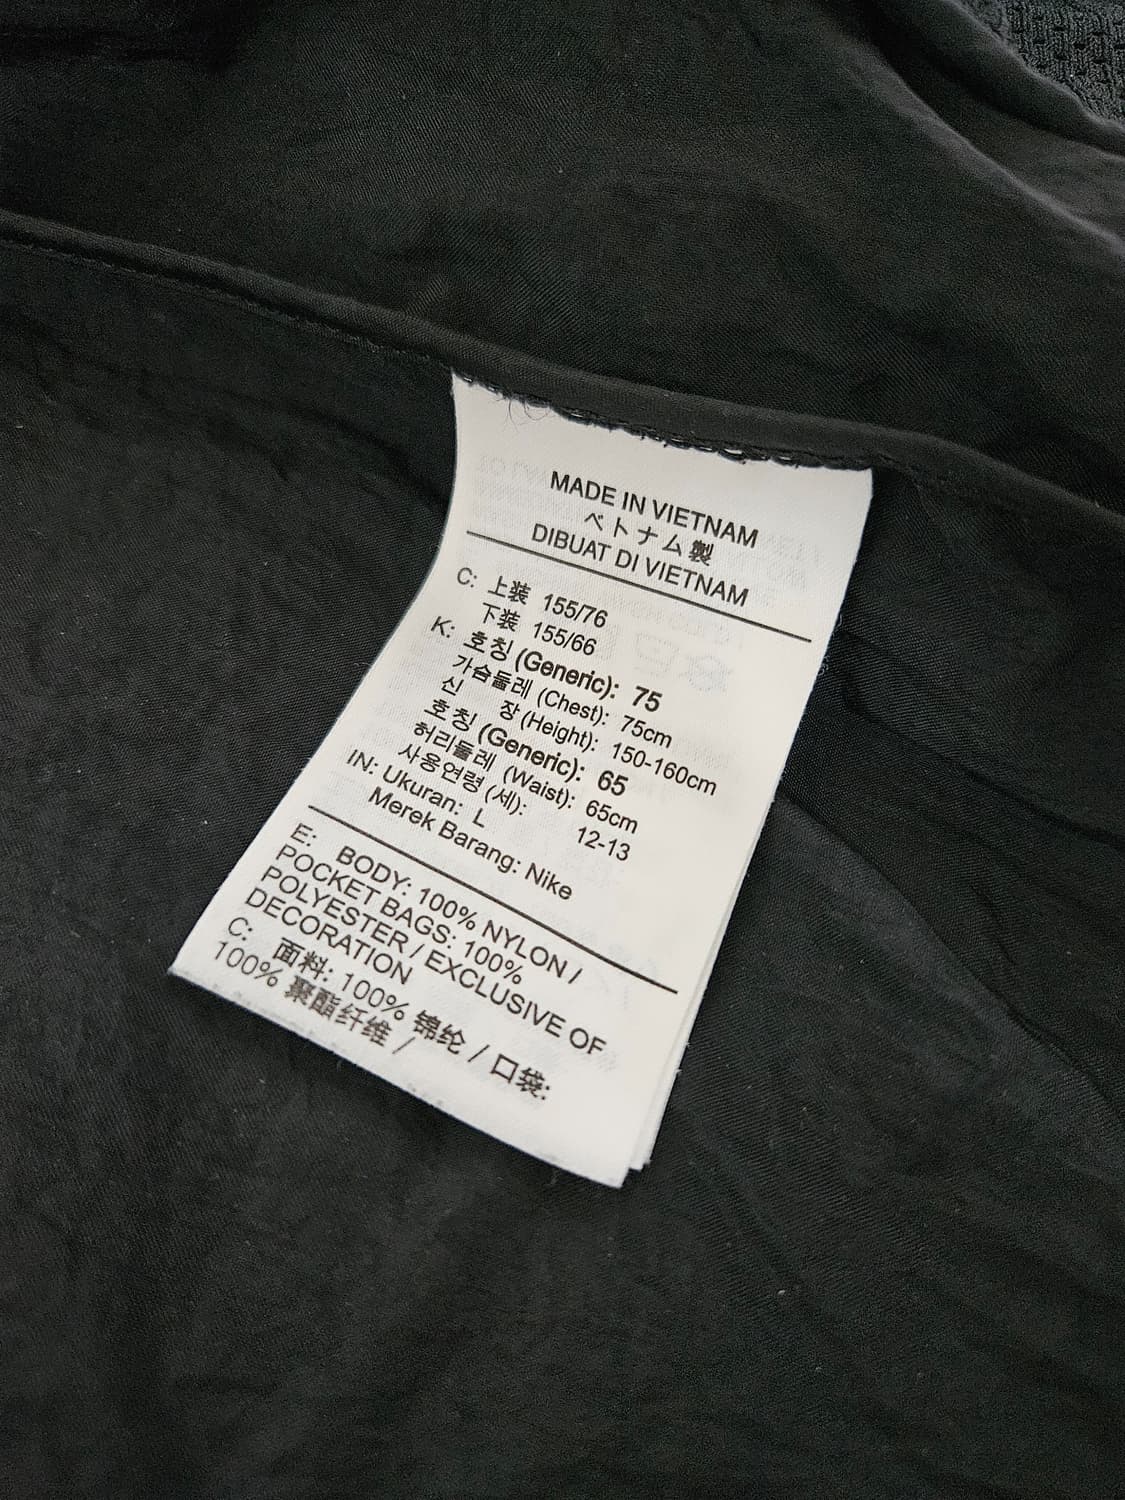 MADE IN VIETNAM
ベトナム製
DIBUAT DI VIETNAM
C: 上装 155/76
下装 155/66
K: 호칭 (Generic): 75
가슴둘레 (Chest): 75cm
신 장 (Height): 150-160cm
호칭 (Generic): 65
허리둘레 (Waist): 65cm
사용연령 (세): 12-13
IN: Ukuran: L
Merek Barang: Nike
E: BODY: 100% NYLON /
POCKET BAGS: 100%
POLYESTER / EXCLUSIVE OF
DECORATION
C: 面料: 100% 锦纶 / 口袋:
100% 聚酯纤维 /